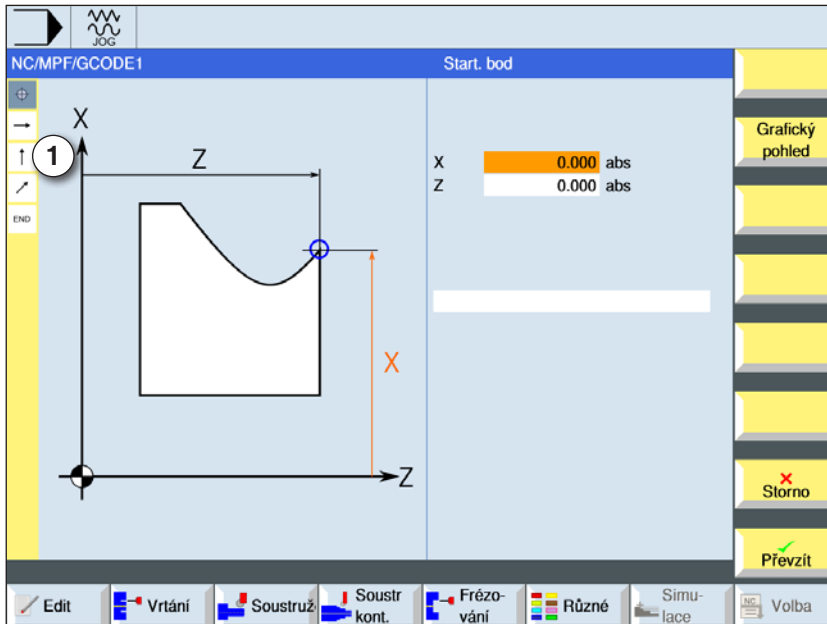 JOG
NC/MPF/GCODE1
Start. bod
X
Z
1
X
Z
END
X 0.000 abs
Z 0.000 abs
Grafický
pohled
Storno
Převzít
Edit
Vrtání
Soustruž
Soustr
kont.
Frézo-
vání
Různé
Simu-
lace
NC
Volba